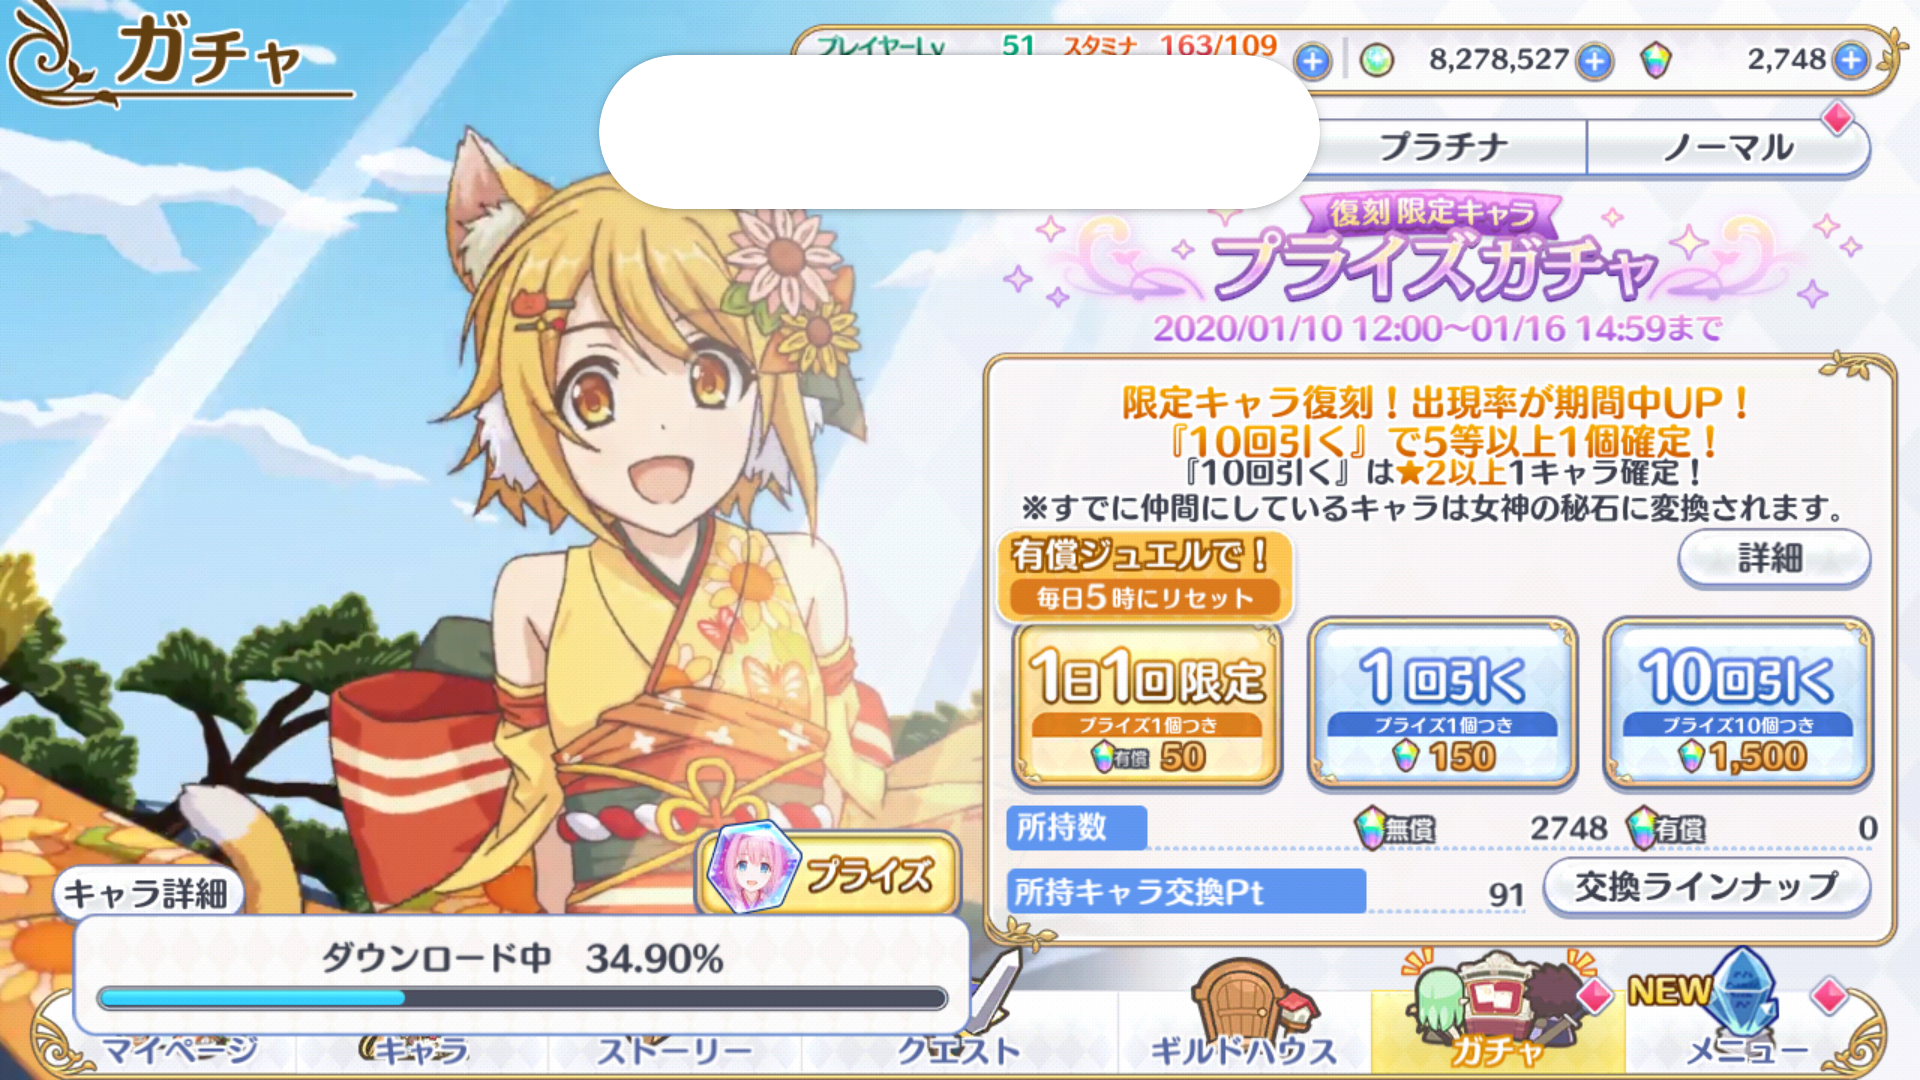 ガチャ
プレイヤーLv 51 スタミナ 163/109
8,278,527
2,748
プラチナ
ノーマル
復刻 限定キャラ
プライズガチャ
2020/01/10 12:00〜01/16 14:59まで
限定キャラ復刻！出現率が期間中UP！
『10回引く』で5等以上1個確定！
『10回引く』は★2以上1キャラ確定！
※すでに仲間にしているキャラは女神の秘石に変換されます。
有償ジュエルで！
毎日5時にリセット
詳細
1日1回限定
プライズ1個つき
有償 50
1回引く
プライズ1個つき
150
10回引く
プライズ10個つき
1,500
所持数
無償 2748
有償 0
所持キャラ交換Pt 91
交換ラインナップ
プライズ
キャラ詳細
ダウンロード中 34.90%
マイページ
キャラ
ストーリー
クエスト
ギルドハウス
ガチャ
NEW
メニュー